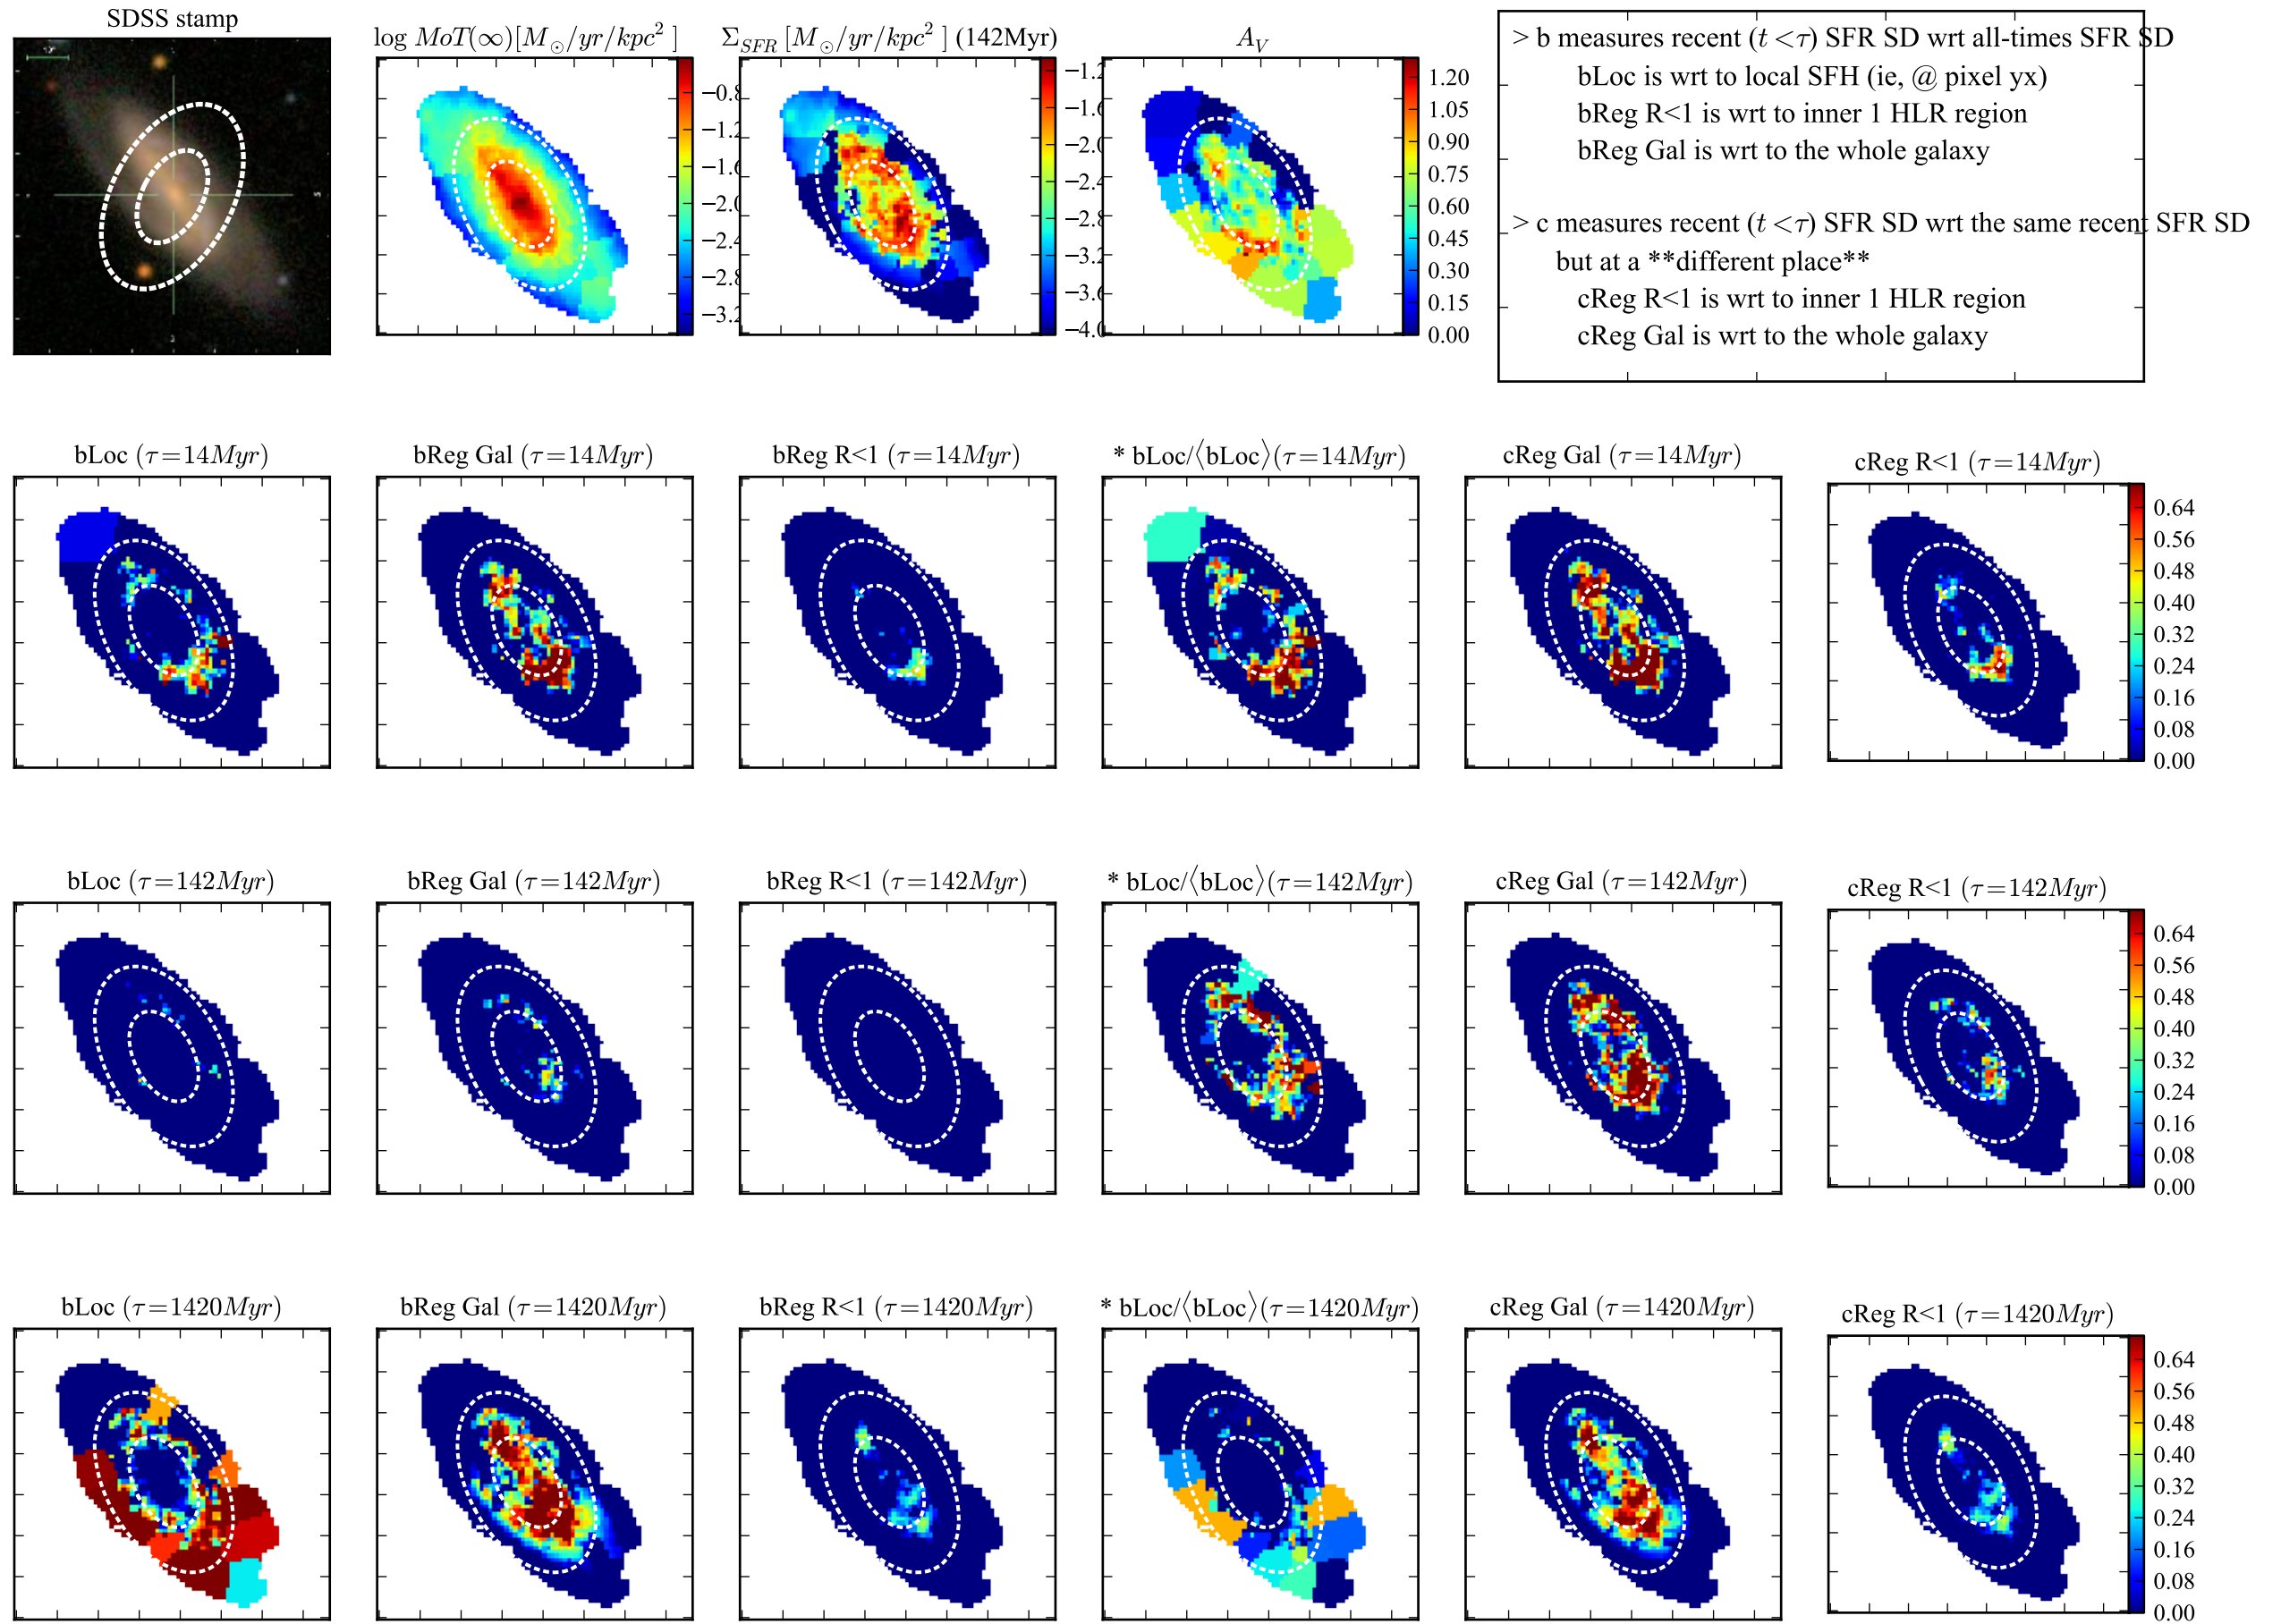 SDSS stamp
log MoT(∞)[M⊙/yr/kpc² ]
Σ_SFR [M⊙/yr/kpc² ] (142Myr)
A_V
−0.8
−1.2
−1.6
−2.0
−2.4
−2.8
−3.2
−1.2
−1.6
−2.0
−2.4
−2.8
−3.2
−3.6
−4.0
1.20
1.05
0.90
0.75
0.60
0.45
0.30
0.15
0.00
> b measures recent (t <τ) SFR SD wrt all-times SFR SD
bLoc is wrt to local SFH (ie, @ pixel yx)
bReg R<1 is wrt to inner 1 HLR region
bReg Gal is wrt to the whole galaxy
> c measures recent (t <τ) SFR SD wrt the same recent SFR SD
but at a **different place**
cReg R<1 is wrt to inner 1 HLR region
cReg Gal is wrt to the whole galaxy
bLoc (τ=14Myr)
bReg Gal (τ=14Myr)
bReg R<1 (τ=14Myr)
* bLoc/⟨bLoc⟩(τ=14Myr)
cReg Gal (τ=14Myr)
cReg R<1 (τ=14Myr)
0.64
0.56
0.48
0.40
0.32
0.24
0.16
0.08
0.00
bLoc (τ=142Myr)
bReg Gal (τ=142Myr)
bReg R<1 (τ=142Myr)
* bLoc/⟨bLoc⟩(τ=142Myr)
cReg Gal (τ=142Myr)
cReg R<1 (τ=142Myr)
0.64
0.56
0.48
0.40
0.32
0.24
0.16
0.08
0.00
bLoc (τ=1420Myr)
bReg Gal (τ=1420Myr)
bReg R<1 (τ=1420Myr)
* bLoc/⟨bLoc⟩(τ=1420Myr)
cReg Gal (τ=1420Myr)
cReg R<1 (τ=1420Myr)
0.64
0.56
0.48
0.40
0.32
0.24
0.16
0.08
0.00